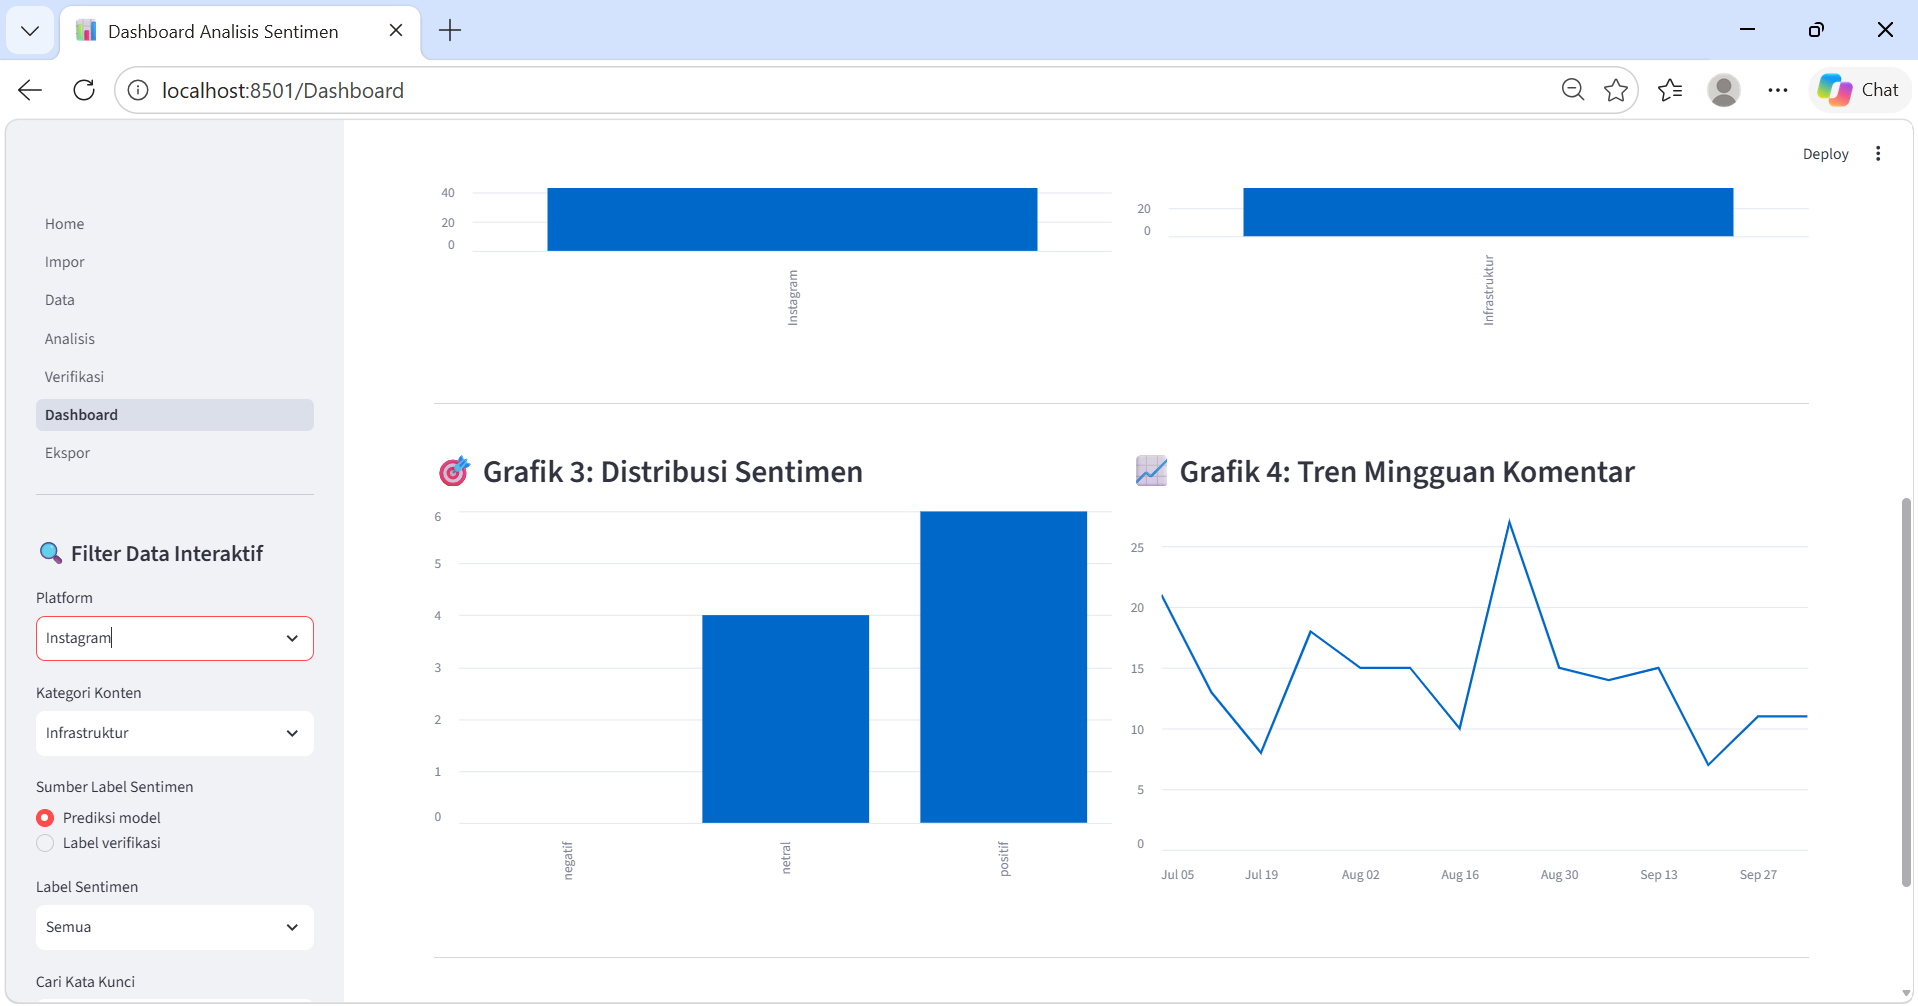 Dashboard Analisis Sentimen
localhost:8501/Dashboard
Chat
Deploy
Home
Impor
Data
Analisis
Verifikasi
Dashboard
Ekspor
Filter Data Interaktif
Platform
Instagram
Kategori Konten
Infrastruktur
Sumber Label Sentimen
Prediksi model
Label verifikasi
Label Sentimen
Semua
Cari Kata Kunci
40
20
0
Instagram
20
0
Infrastruktur
Grafik 3: Distribusi Sentimen
6
5
4
3
2
1
0
negatif
netral
positif
Grafik 4: Tren Mingguan Komentar
25
20
15
10
5
0
Jul 05
Jul 19
Aug 02
Aug 16
Aug 30
Sep 13
Sep 27